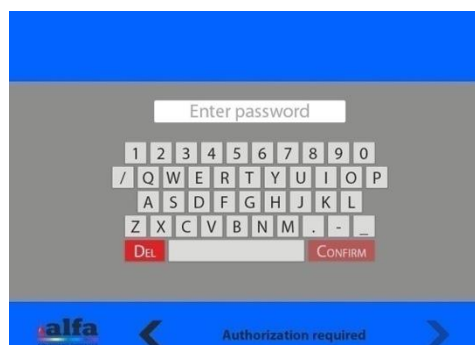 Enter password
1 2 3 4 5 6 7 8 9 0
/ Q W E R T Y U I O P
A S D F G H J K L
Z X C V B N M . - _
DEL CONFIRM
alfa Authorization required